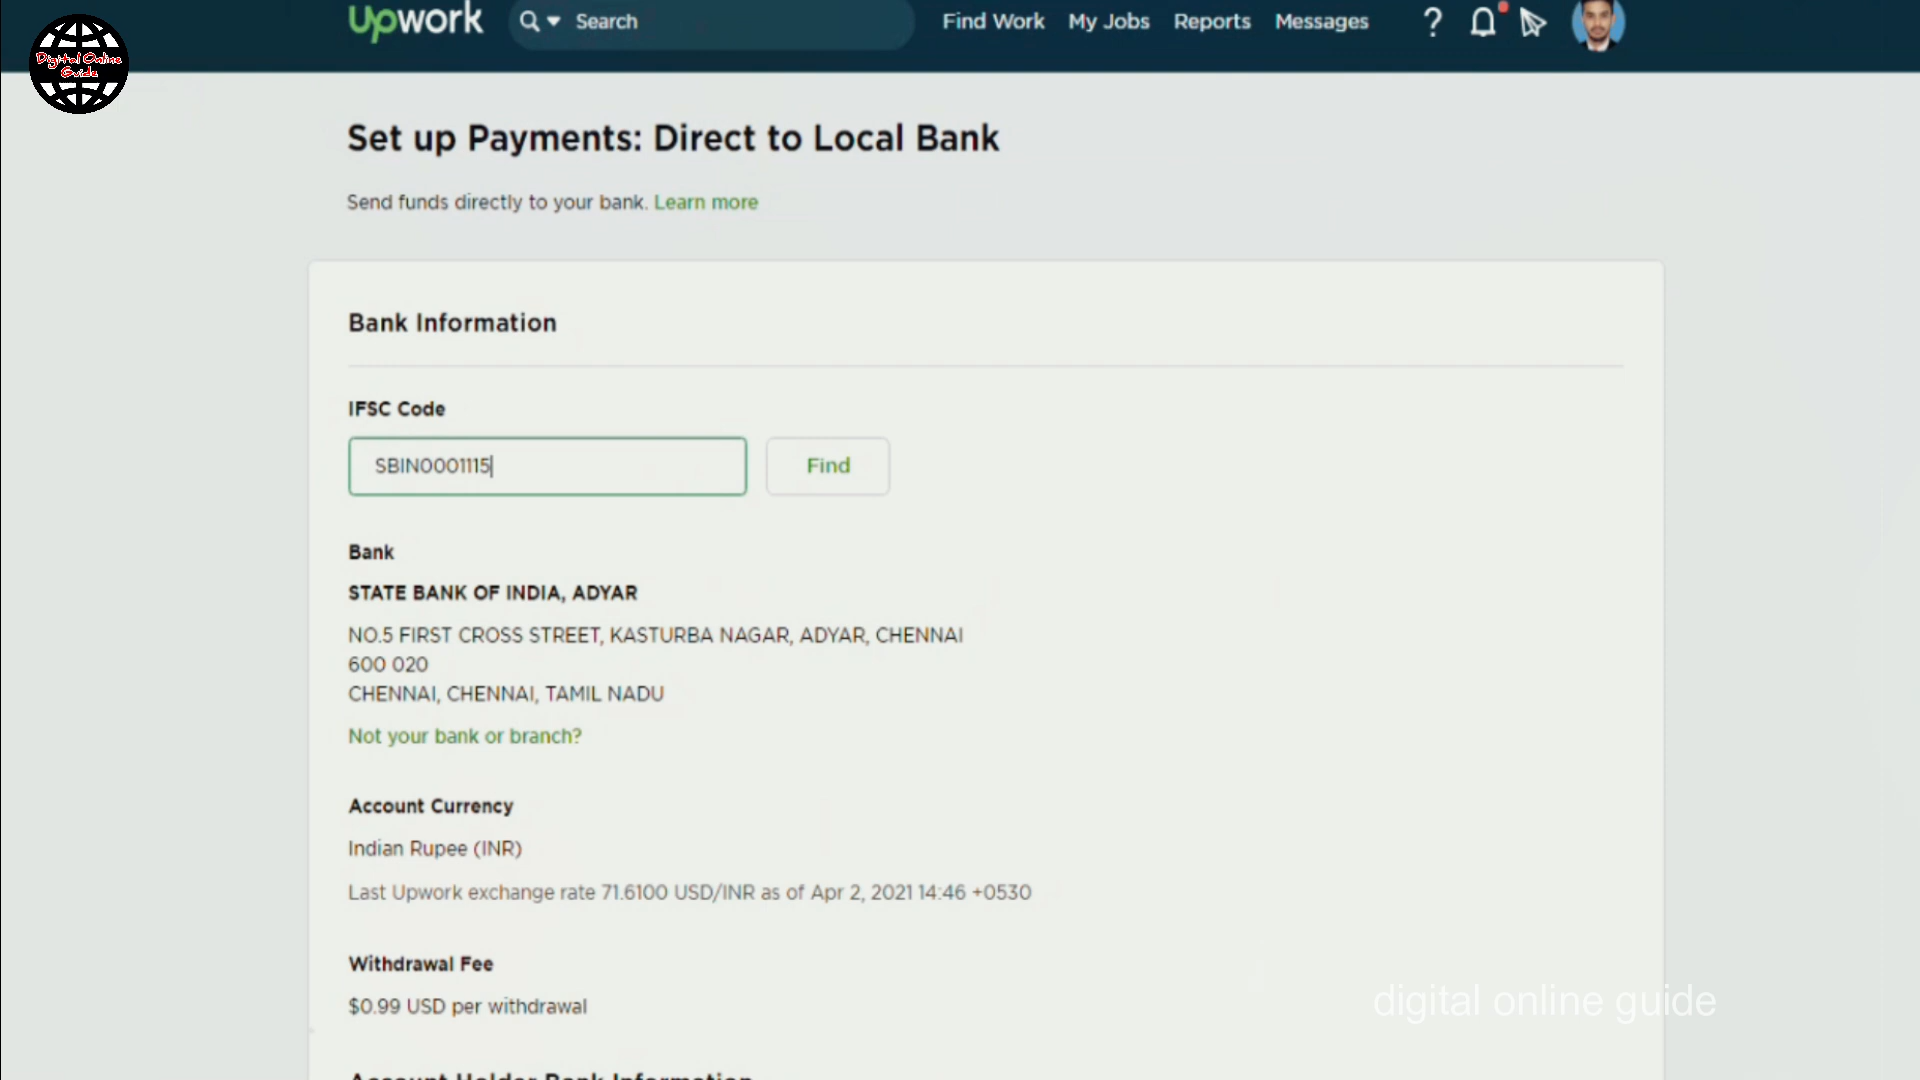 Digital Online
Guide
Upwork
Search
Find Work
My Jobs
Reports
Messages
?
Set up Payments: Direct to Local Bank
Send funds directly to your bank. Learn more
Bank Information
IFSC Code
SBIN0001115
Find
Bank
STATE BANK OF INDIA, ADYAR
NO.5 FIRST CROSS STREET, KASTURBA NAGAR, ADYAR, CHENNAI
600 020
CHENNAI, CHENNAI, TAMIL NADU
Not your bank or branch?
Account Currency
Indian Rupee (INR)
Last Upwork exchange rate 71.6100 USD/INR as of Apr 2, 2021 14:46 +0530
Withdrawal Fee
$0.99 USD per withdrawal
digital online guide
Account Holder Bank Information